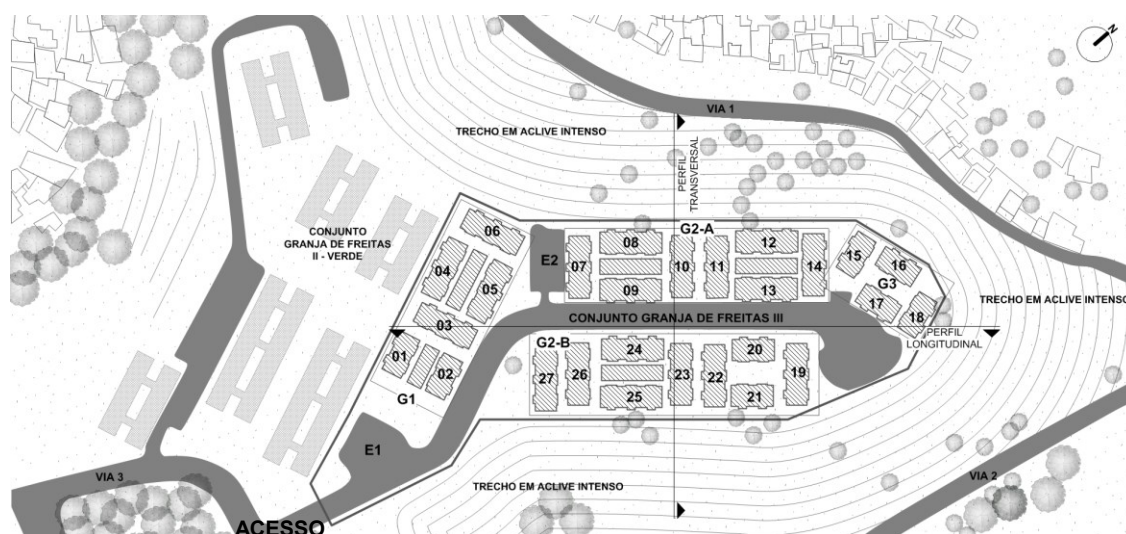 N
VIA 1
TRECHO EM ACLIVE INTENSO
PERFIL
TRANSVERSAL
CONJUNTO
GRANJA DE FREITAS
II - VERDE
06
04
05
03
01
02
G1
E1
E2
G2-A
07
08
09
10
11
12
13
14
15
16
G3
17
18
TRECHO EM ACLIVE INTENSO
PERFIL
LONGITUDINAL
CONJUNTO GRANJA DE FREITAS III
G2-B
27
26
24
25
23
22
20
21
19
VIA 3
TRECHO EM ACLIVE INTENSO
VIA 2
ACESSO